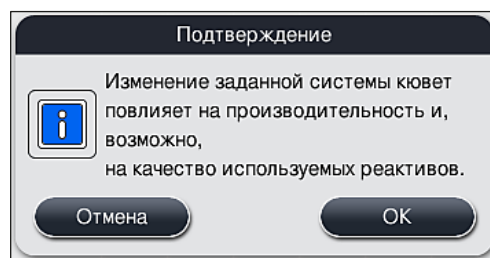 Подтверждение
Изменение заданной системы кювет
повлияет на производительность и,
возможно,
на качество используемых реактивов.
Отмена
OK